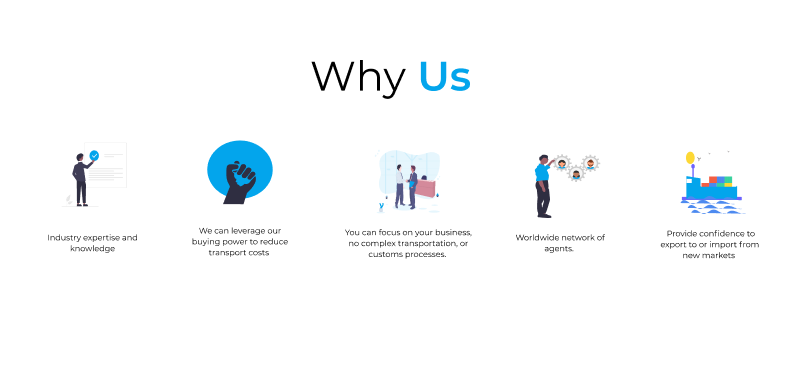 Why Us
Industry expertise and
knowledge
We can leverage our
buying power to reduce
transport costs
You can focus on your business,
no complex transportation, or
customs processes.
Worldwide network of
agents.
Provide confidence to
export to or import from
new markets